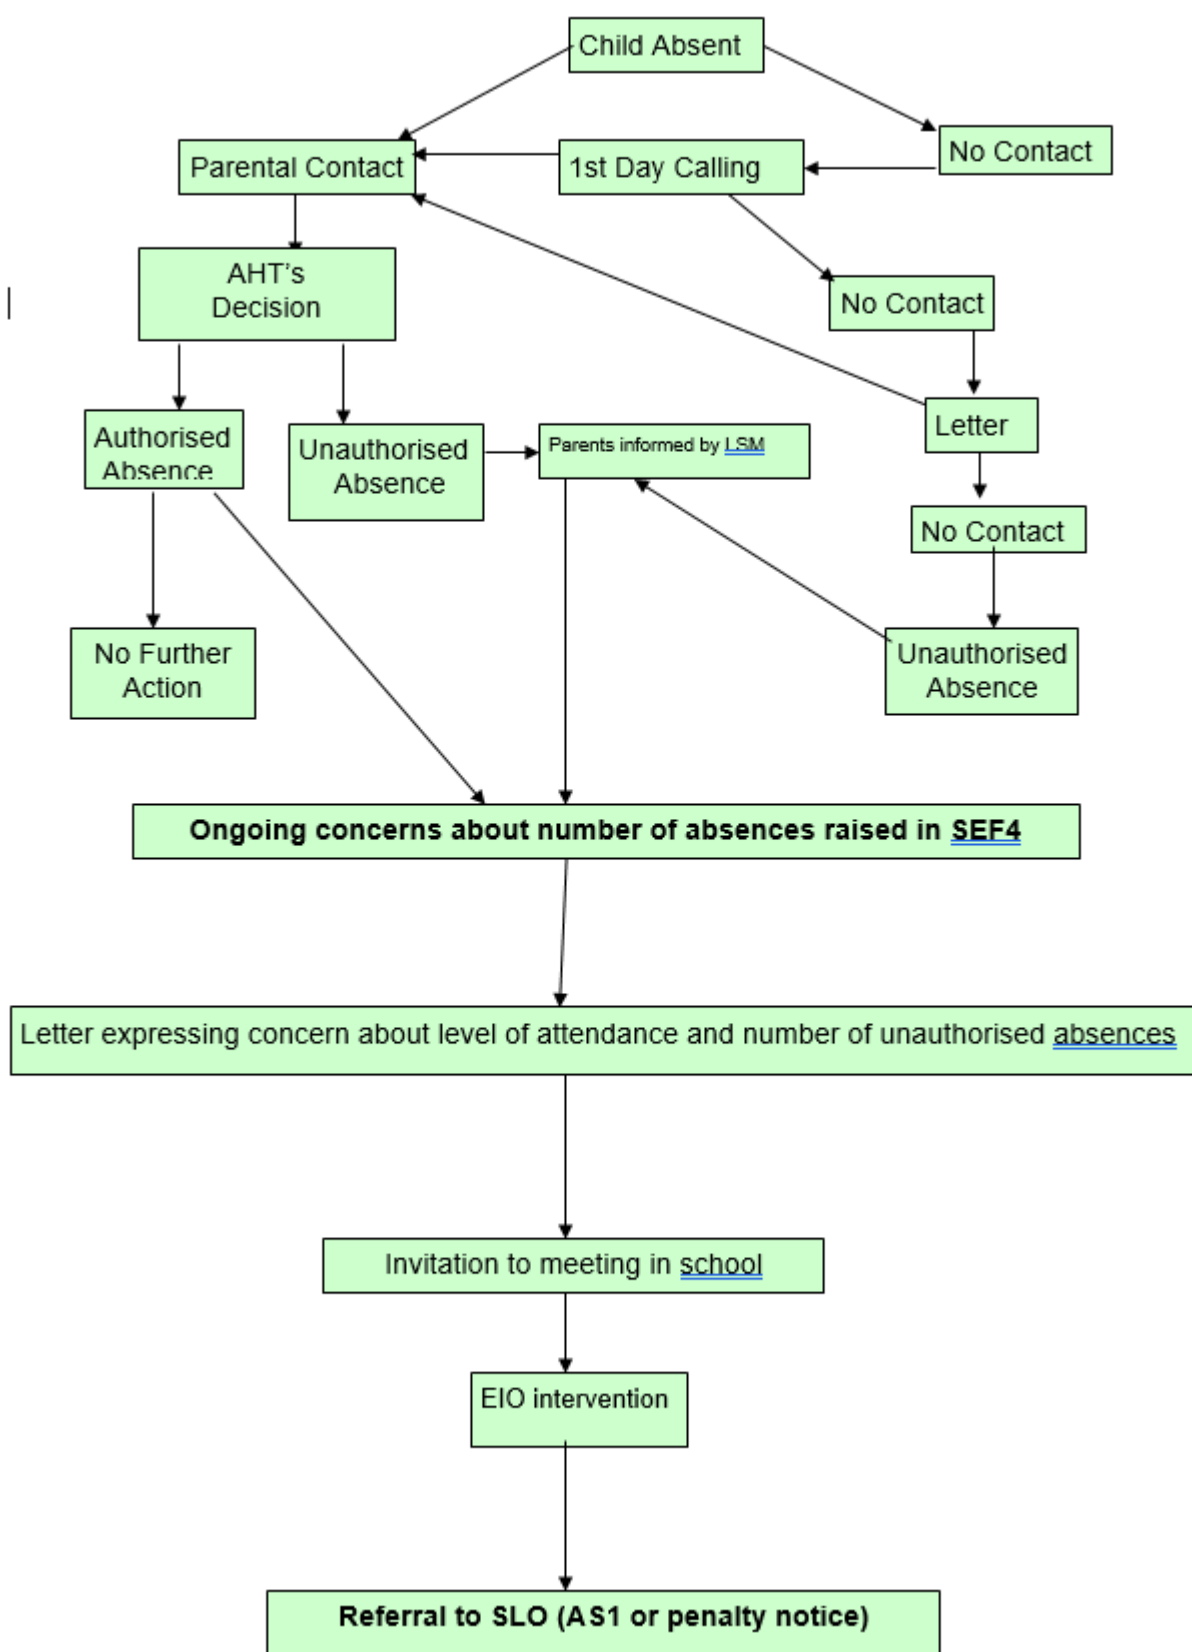 Child Absent
Parental Contact
1st Day Calling
No Contact
AHT’s
Decision
No Contact
Authorised
Absence
Unauthorised
Absence
Parents informed by LSM
Letter
No Contact
No Further
Action
Unauthorised
Absence
Ongoing concerns about number of absences raised in SEF4
Letter expressing concern about level of attendance and number of unauthorised absences
Invitation to meeting in school
EIO intervention
Referral to SLO (AS1 or penalty notice)